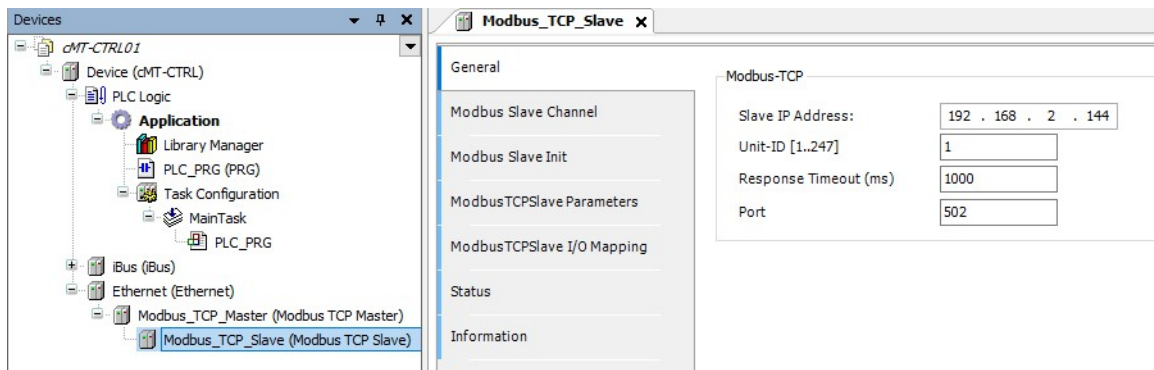 Devices
cMT-CTRL01
Device (cMT-CTRL)
PLC Logic
Application
Library Manager
PLC_PRG (PRG)
Task Configuration
MainTask
PLC_PRG
iBus (iBus)
Ethernet (Ethernet)
Modbus_TCP_Master (Modbus TCP Master)
Modbus_TCP_Slave (Modbus TCP Slave)
Modbus_TCP_Slave X
General
Modbus Slave Channel
Modbus Slave Init
ModbusTCPSlave Parameters
ModbusTCPSlave I/O Mapping
Status
Information
Modbus-TCP
Slave IP Address: 192 . 168 . 2 . 144
Unit-ID [1..247] 1
Response Timeout (ms) 1000
Port 502